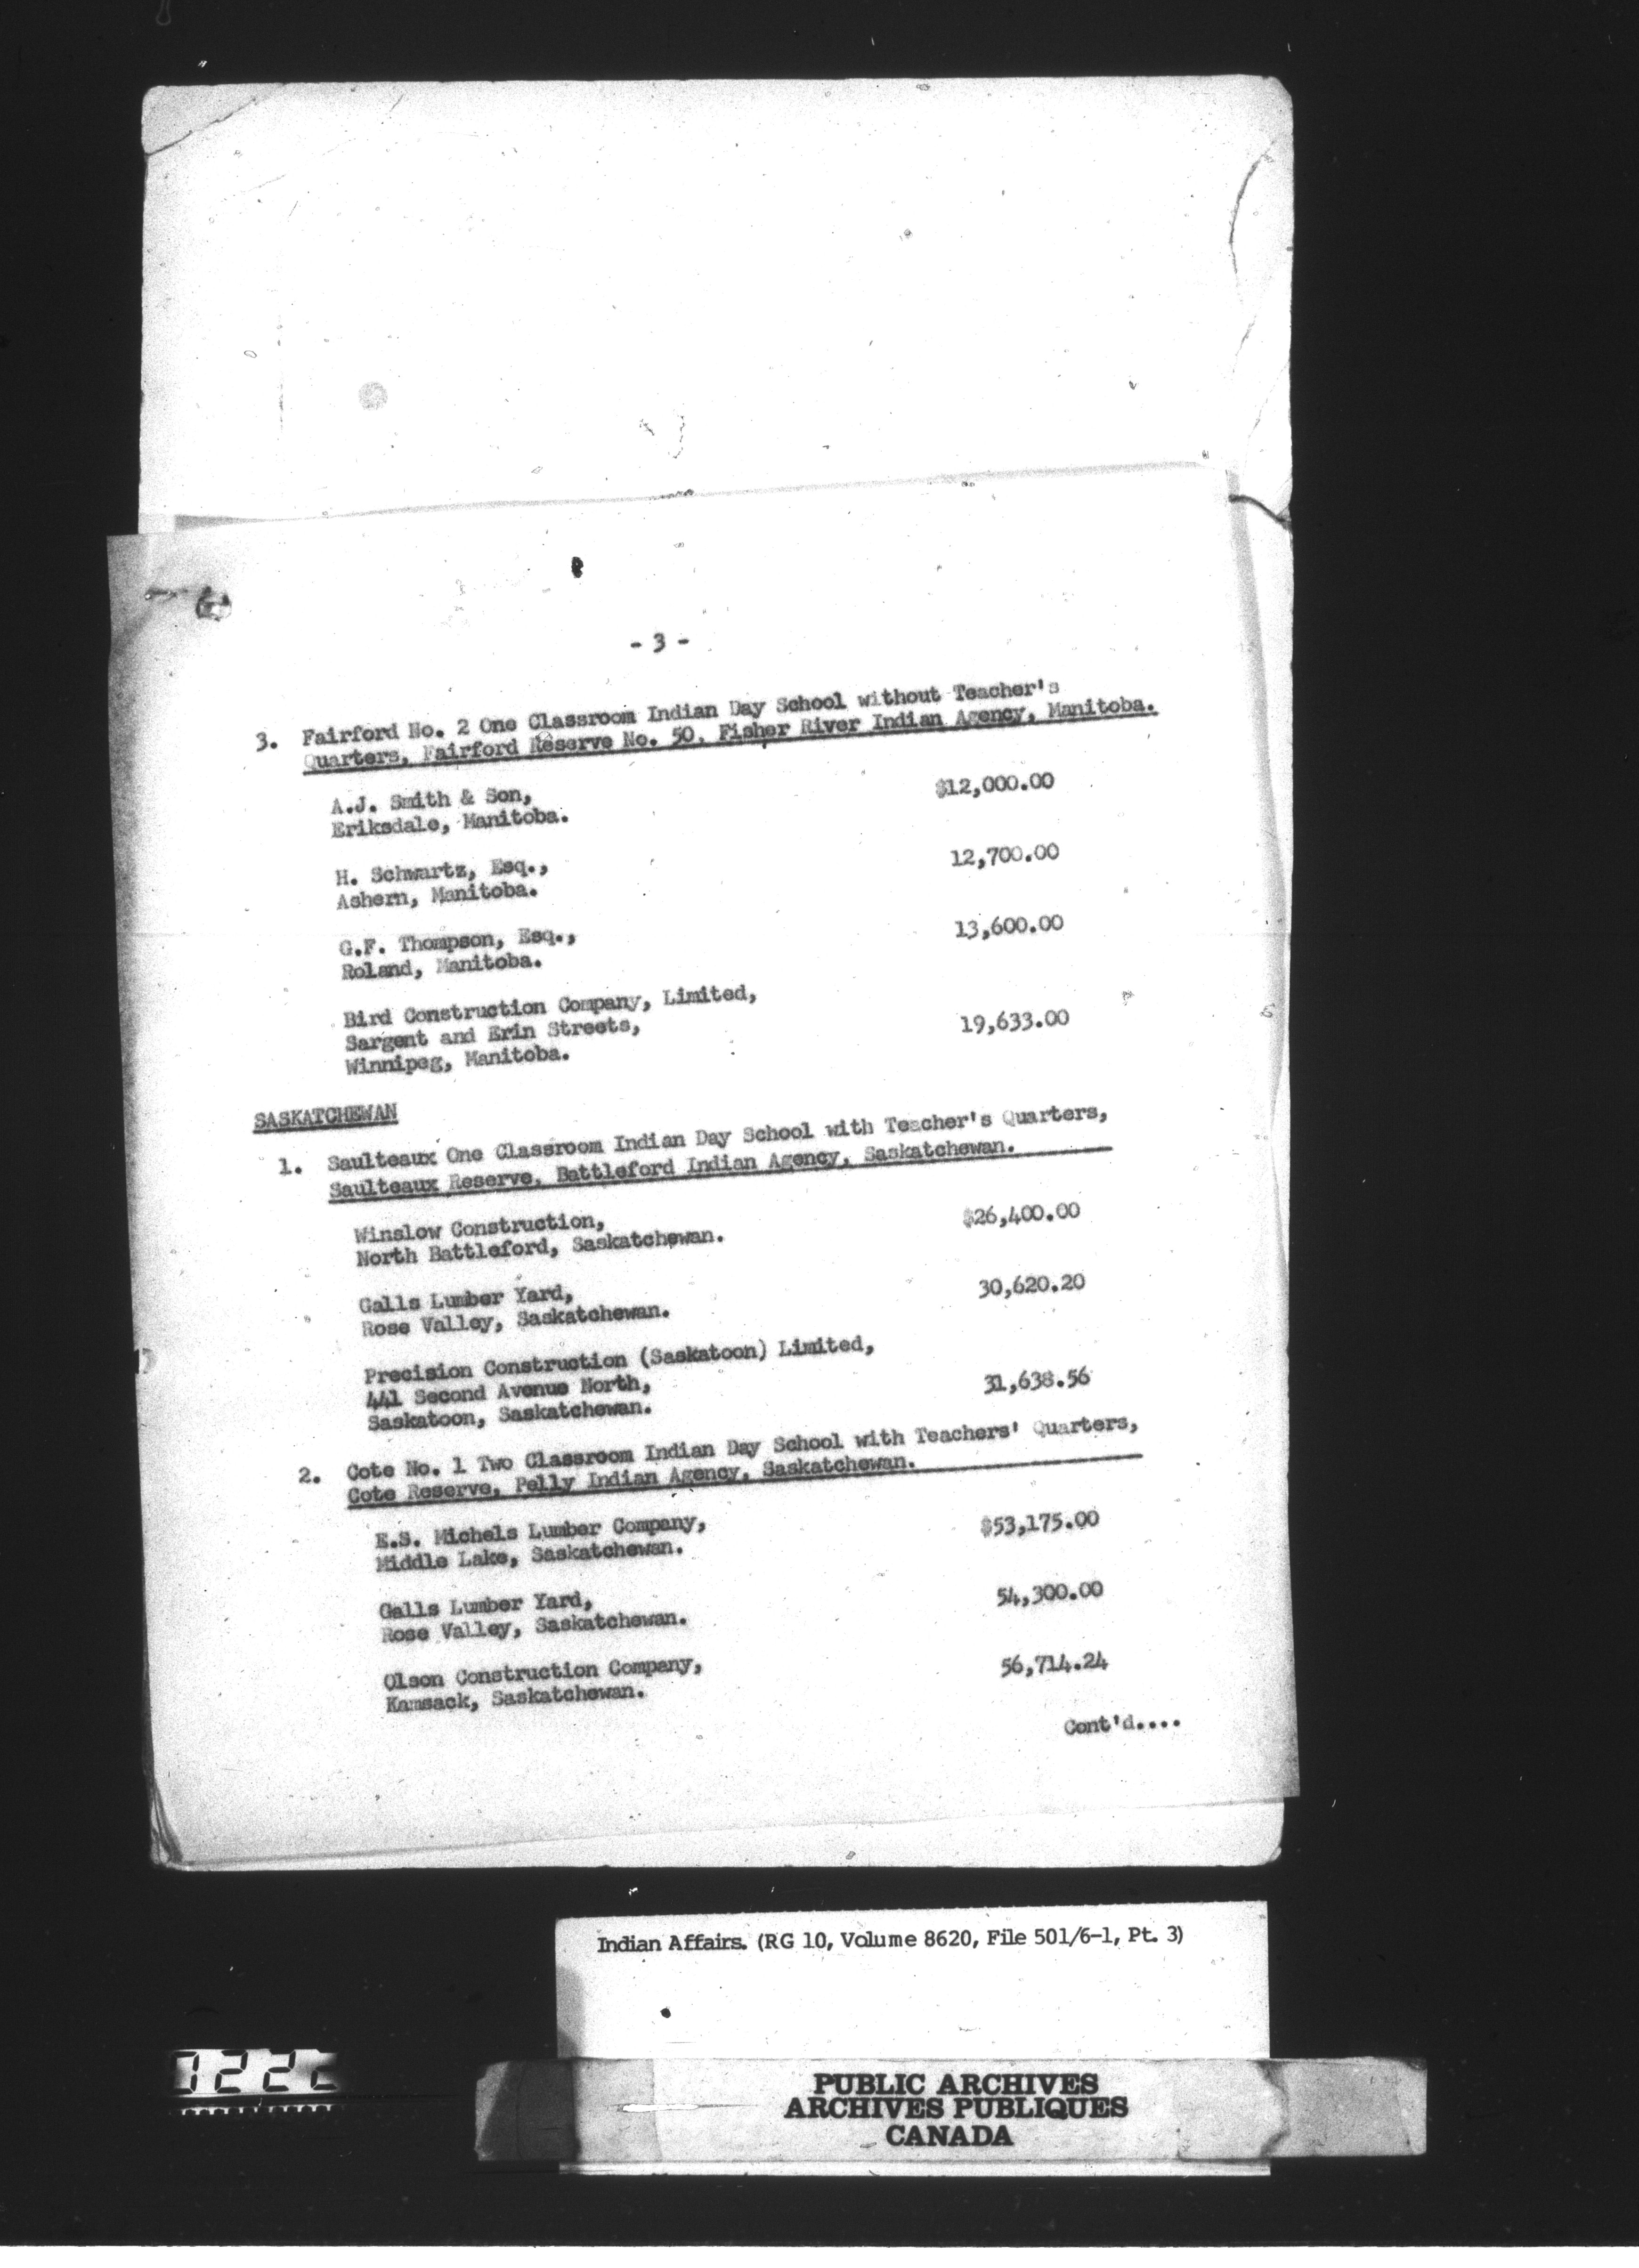 - 3 -
3. Fairford No. 2 One Classroom Indian Day School without Teacher's
Quarters, Fairford Reserve No. 50, Fisher River Indian Agency, Manitoba.
A.J. Smith & Son,
Eriksdale, Manitoba.
$12,000.00
H. Schwartz, Esq.,
Ashern, Manitoba.
12,700.00
G.F. Thompson, Esq.,
Roland, Manitoba.
13,600.00
Bird Construction Company, Limited,
Sargent and Erin Streets,
Winnipeg, Manitoba.
19,633.00
SASKATCHEWAN
1. Saulteaux One Classroom Indian Day School with Teacher's Quarters,
Saulteaux Reserve, Battleford Indian Agency, Saskatchewan.
Winslow Construction,
North Battleford, Saskatchewan.
$26,400.00
Galls Lumber Yard,
Rose Valley, Saskatchewan.
30,620.20
Precision Construction (Saskatoon) Limited,
441 Second Avenue North,
Saskatoon, Saskatchewan.
31,638.56
2. Cote No. 1 Two Classroom Indian Day School with Teachers' Quarters,
Cote Reserve, Pelly Indian Agency, Saskatchewan.
E.S. Michels Lumber Company,
Middle Lake, Saskatchewan.
$53,175.00
Galls Lumber Yard,
Rose Valley, Saskatchewan.
54,300.00
Olson Construction Company,
Kamsack, Saskatchewan.
56,714.24
Cont'd....
Indian Affairs. (RG 10, Volume 8620, File 501/6-1, Pt. 3)
PUBLIC ARCHIVES
ARCHIVES PUBLIQUES
CANADA